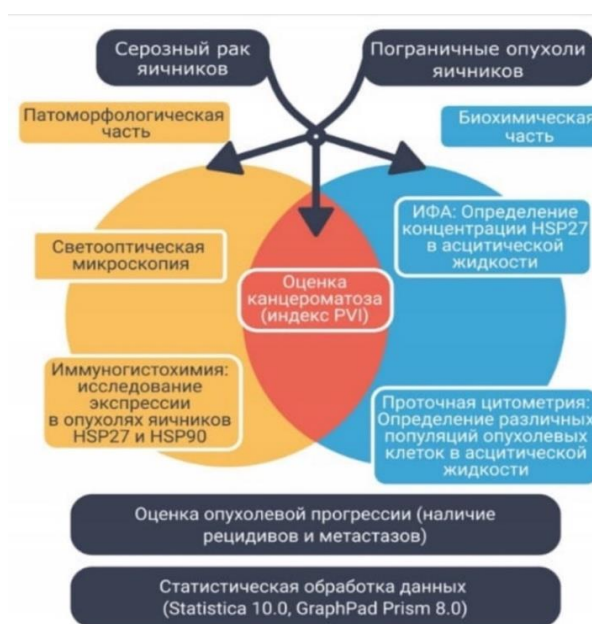 Серозный рак
яичников
Пограничные опухоли
яичников
Патоморфологическая
часть
Биохимическая
часть
Светооптическая
микроскопия
ИФА: Определение
концентрации HSP27
в асцитической
жидкости
Оценка
канцероматоза
(индекс PVI)
Иммуногистохимия:
исследование
экспрессии
в опухолях яичников
HSP27 и HSP90
Проточная цитометрия:
Определение различных
популяций опухолевых
клеток в асцитической
жидкости
Оценка опухолевой прогрессии (наличие
рецидивов и метастазов)
Статистическая обработка данных
(Statistica 10.0, GraphPad Prism 8.0)